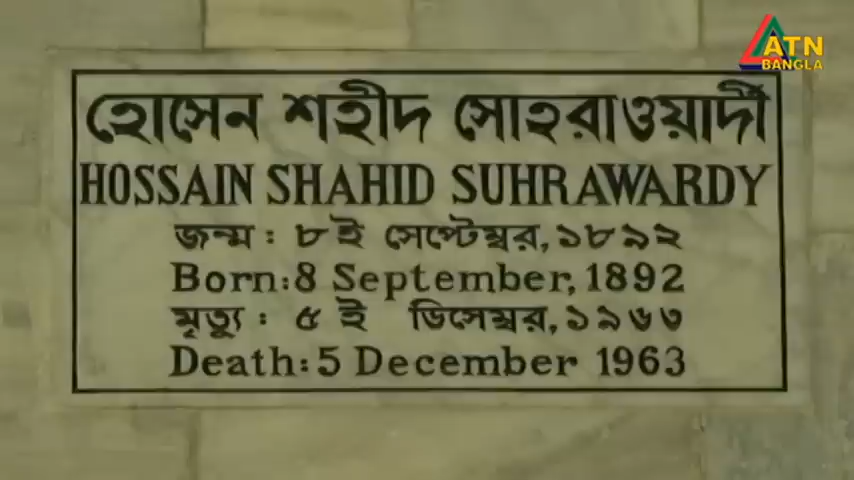 ATN
BANGLA
হোসেন শহীদ সোহরাওয়ার্দী
HOSSAIN SHAHID SUHRAWARDY
জন্ম : ৮ই সেপ্টেম্বর, ১৮৯২
Born: 8 September, 1892
মৃত্যু : ৫ ই ডিসেম্বর, ১৯৬৩
Death: 5 December 1963